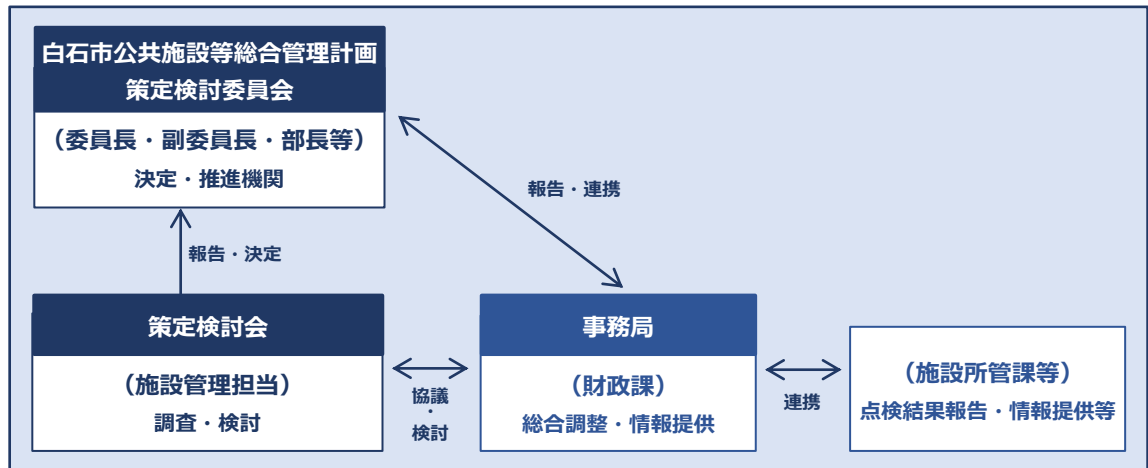 白石市公共施設等総合管理計画
策定検討委員会
（委員長・副委員長・部長等）
決定・推進機関
報告・連携
報告・決定
策定検討会
（施設管理担当）
調査・検討
協議
・
検討
事務局
（財政課）
総合調整・情報提供
連携
（施設所管課等）
点検結果報告・情報提供等